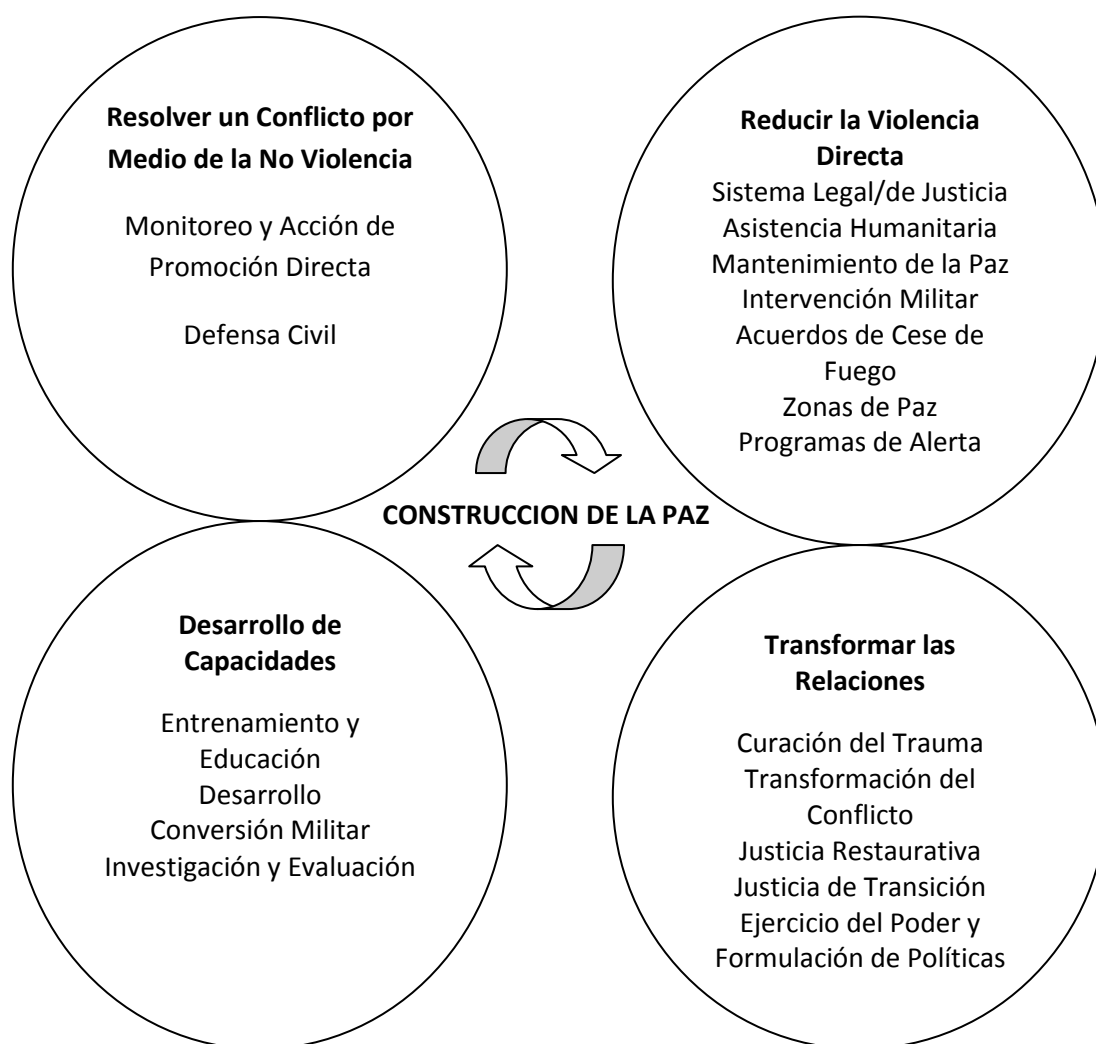 Resolver un Conflicto por
Medio de la No Violencia
Monitoreo y Acción de
Promoción Directa
Defensa Civil
Reducir la Violencia
Directa
Sistema Legal/de Justicia
Asistencia Humanitaria
Mantenimiento de la Paz
Intervención Militar
Acuerdos de Cese de
Fuego
Zonas de Paz
Programas de Alerta
CONSTRUCCION DE LA PAZ
Desarrollo de
Capacidades
Entrenamiento y
Educación
Desarrollo
Conversión Militar
Investigación y Evaluación
Transformar las
Relaciones
Curación del Trauma
Transformación del
Conflicto
Justicia Restaurativa
Justicia de Transición
Ejercicio del Poder y
Formulación de Políticas